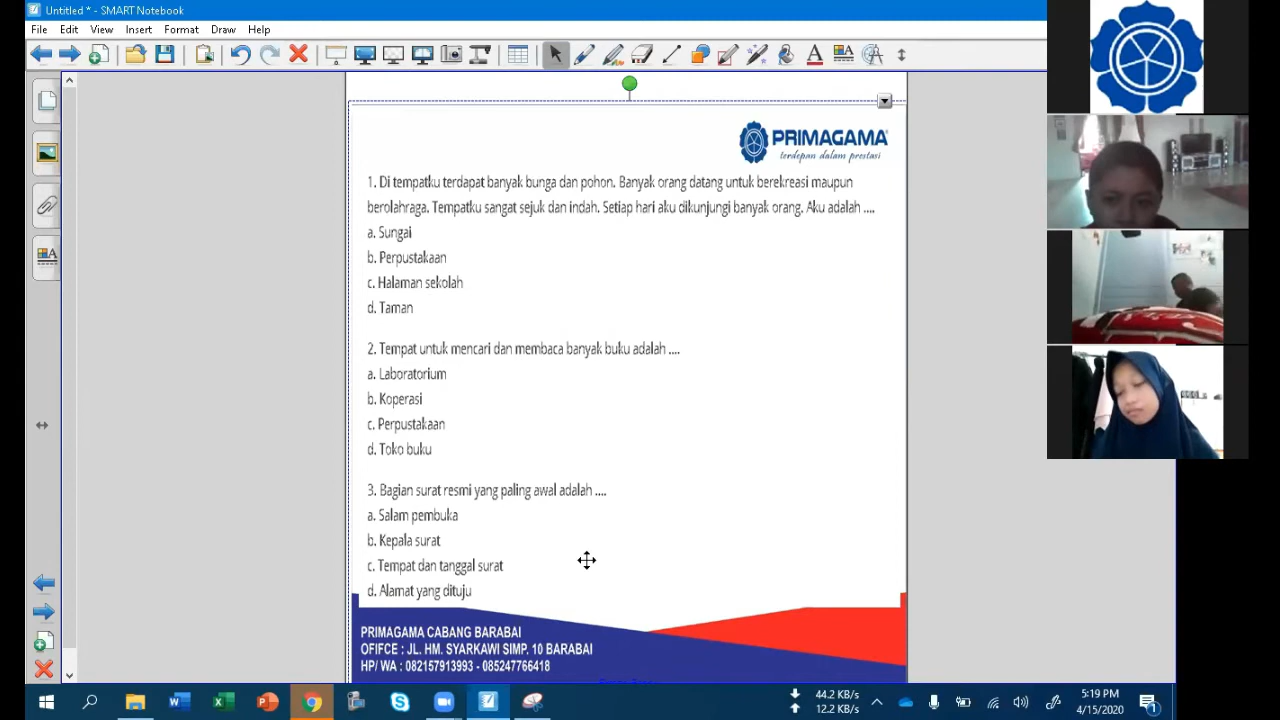 Untitled * - SMART Notebook
File Edit View Insert Format Draw Help
PRIMAGAMA
terdepan dalam prestasi
1. Di tempatku terdapat banyak bunga dan pohon. Banyak orang datang untuk berekreasi maupun
berolahraga. Tempatku sangat sejuk dan indah. Setiap hari aku dikunjungi banyak orang. Aku adalah ....
a. Sungai
b. Perpustakaan
c. Halaman sekolah
d. Taman
2. Tempat untuk mencari dan membaca banyak buku adalah ....
a. Laboratorium
b. Koperasi
c. Perpustakaan
d. Toko buku
3. Bagian surat resmi yang paling awal adalah ....
a. Salam pembuka
b. Kepala surat
c. Tempat dan tanggal surat
d. Alamat yang dituju
PRIMAGAMA CABANG BARABAI
OFIFCE : JL. HM. SYARKAWI SIMP. 10 BARABAI
HP/ WA : 082157913993 - 085247766418
44.2 KB/s
12.2 KB/s
5:19 PM
4/15/2020